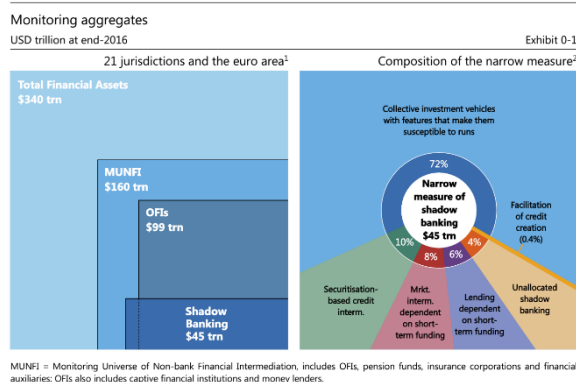 Monitoring aggregates
USD trillion at end-2016
Exhibit 0-1
21 jurisdictions and the euro area1
Total Financial Assets
$340 trn
MUNFI
$160 trn
OFIs
$99 trn
Shadow
Banking
$45 trn
Composition of the narrow measure2
Collective investment vehicles
with features that make them
susceptible to runs
72%
Narrow
measure of
shadow
banking
$45 trn
Facilitation
of credit
creation
(0.4%)
10%
8%
6%
4%
Securitisation-
based credit
interm.
Mrkt.
interm.
dependent
on short-
term funding
Lending
dependent
on short-
term funding
Unallocated
shadow
banking
MUNFI = Monitoring Universe of Non-bank Financial Intermediation, includes OFIs, pension funds, insurance corporations and financial
auxiliaries; OFIs also includes captive financial institutions and money lenders.